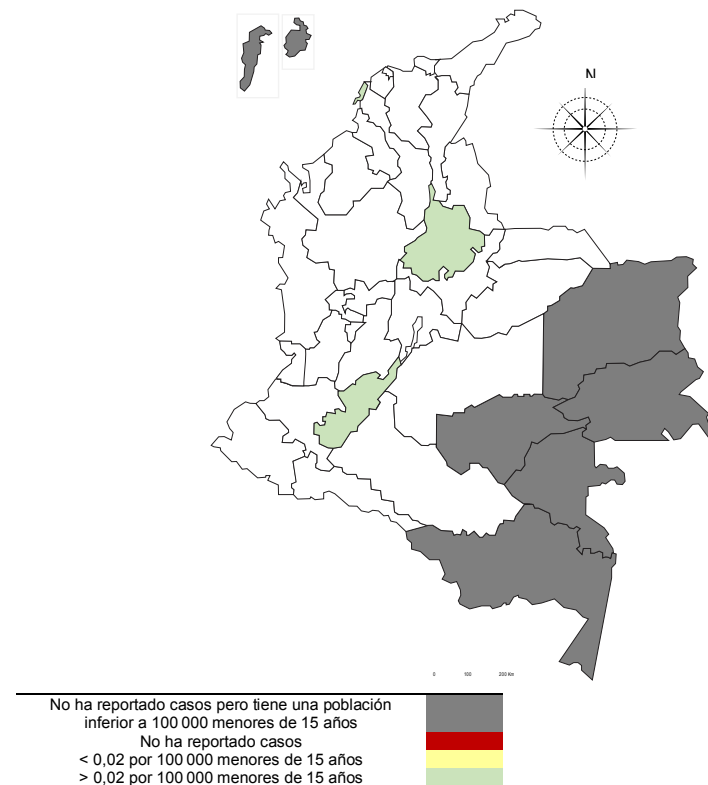 N
0 100 200 Km
No ha reportado casos pero tiene una población
inferior a 100 000 menores de 15 años
No ha reportado casos
< 0,02 por 100 000 menores de 15 años
> 0,02 por 100 000 menores de 15 años